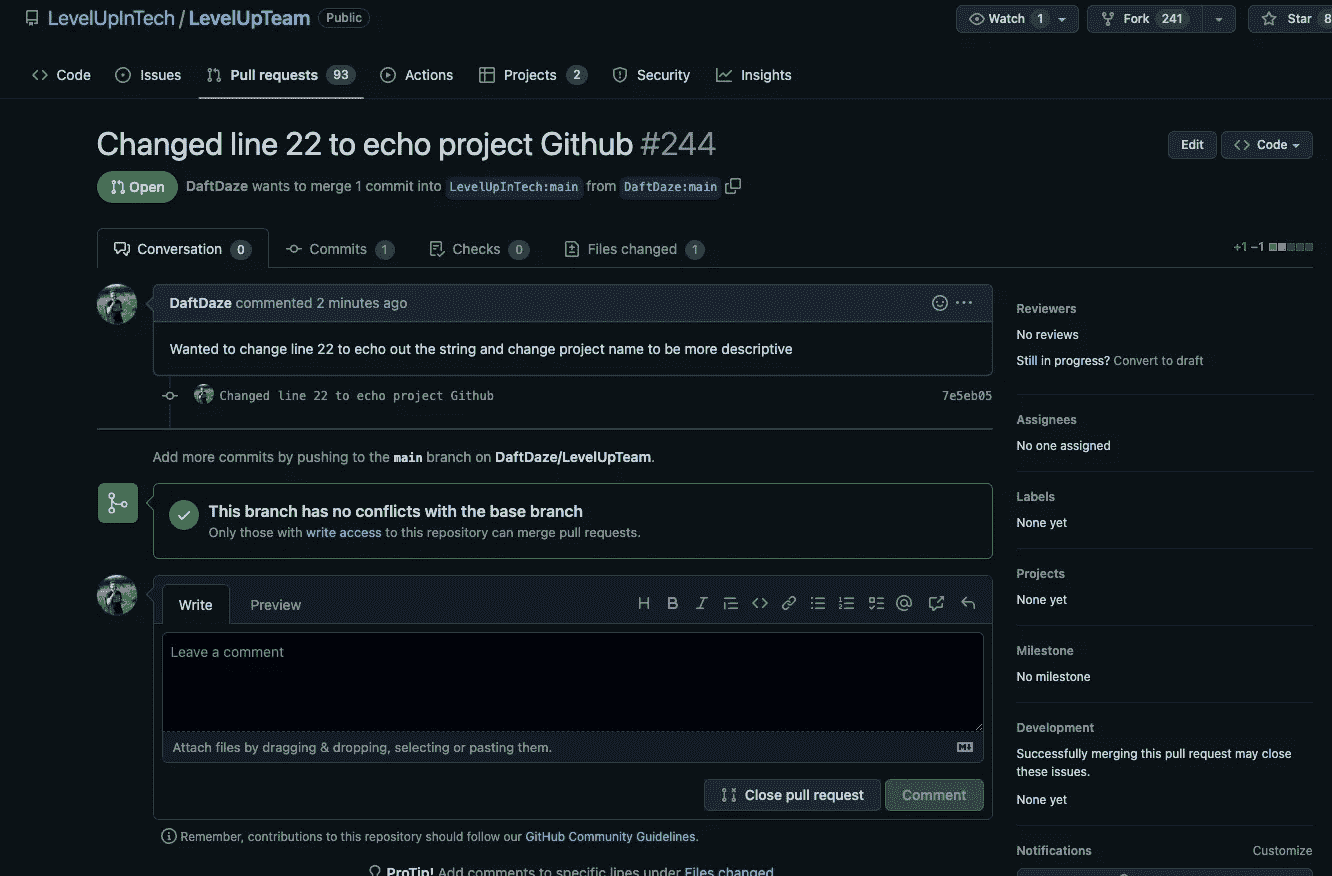 LevelUpInTech / LevelUpTeam Public
Watch 1 Fork 241 Star 8
Code Issues Pull requests 93 Actions Projects 2 Security Insights
Changed line 22 to echo project Github #244
Edit Code
Open DaftDaze wants to merge 1 commit into LevelUpInTech:main from DaftDaze:main
Conversation 0 Commits 1 Checks 0 Files changed 1
+1 −1
DaftDaze commented 2 minutes ago
Wanted to change line 22 to echo out the string and change project name to be more descriptive
Changed line 22 to echo project Github 7e5eb05
Add more commits by pushing to the main branch on DaftDaze/LevelUpTeam.
This branch has no conflicts with the base branch
Only those with write access to this repository can merge pull requests.
Write Preview
Leave a comment
Attach files by dragging & dropping, selecting or pasting them.
Close pull request Comment
Remember, contributions to this repository should follow our GitHub Community Guidelines.
ProTip! Add comments to specific lines under Files changed
Reviewers
No reviews
Still in progress? Convert to draft
Assignees
No one assigned
Labels
None yet
Projects
None yet
Milestone
No milestone
Development
Successfully merging this pull request may close
these issues.
None yet
Notifications Customize